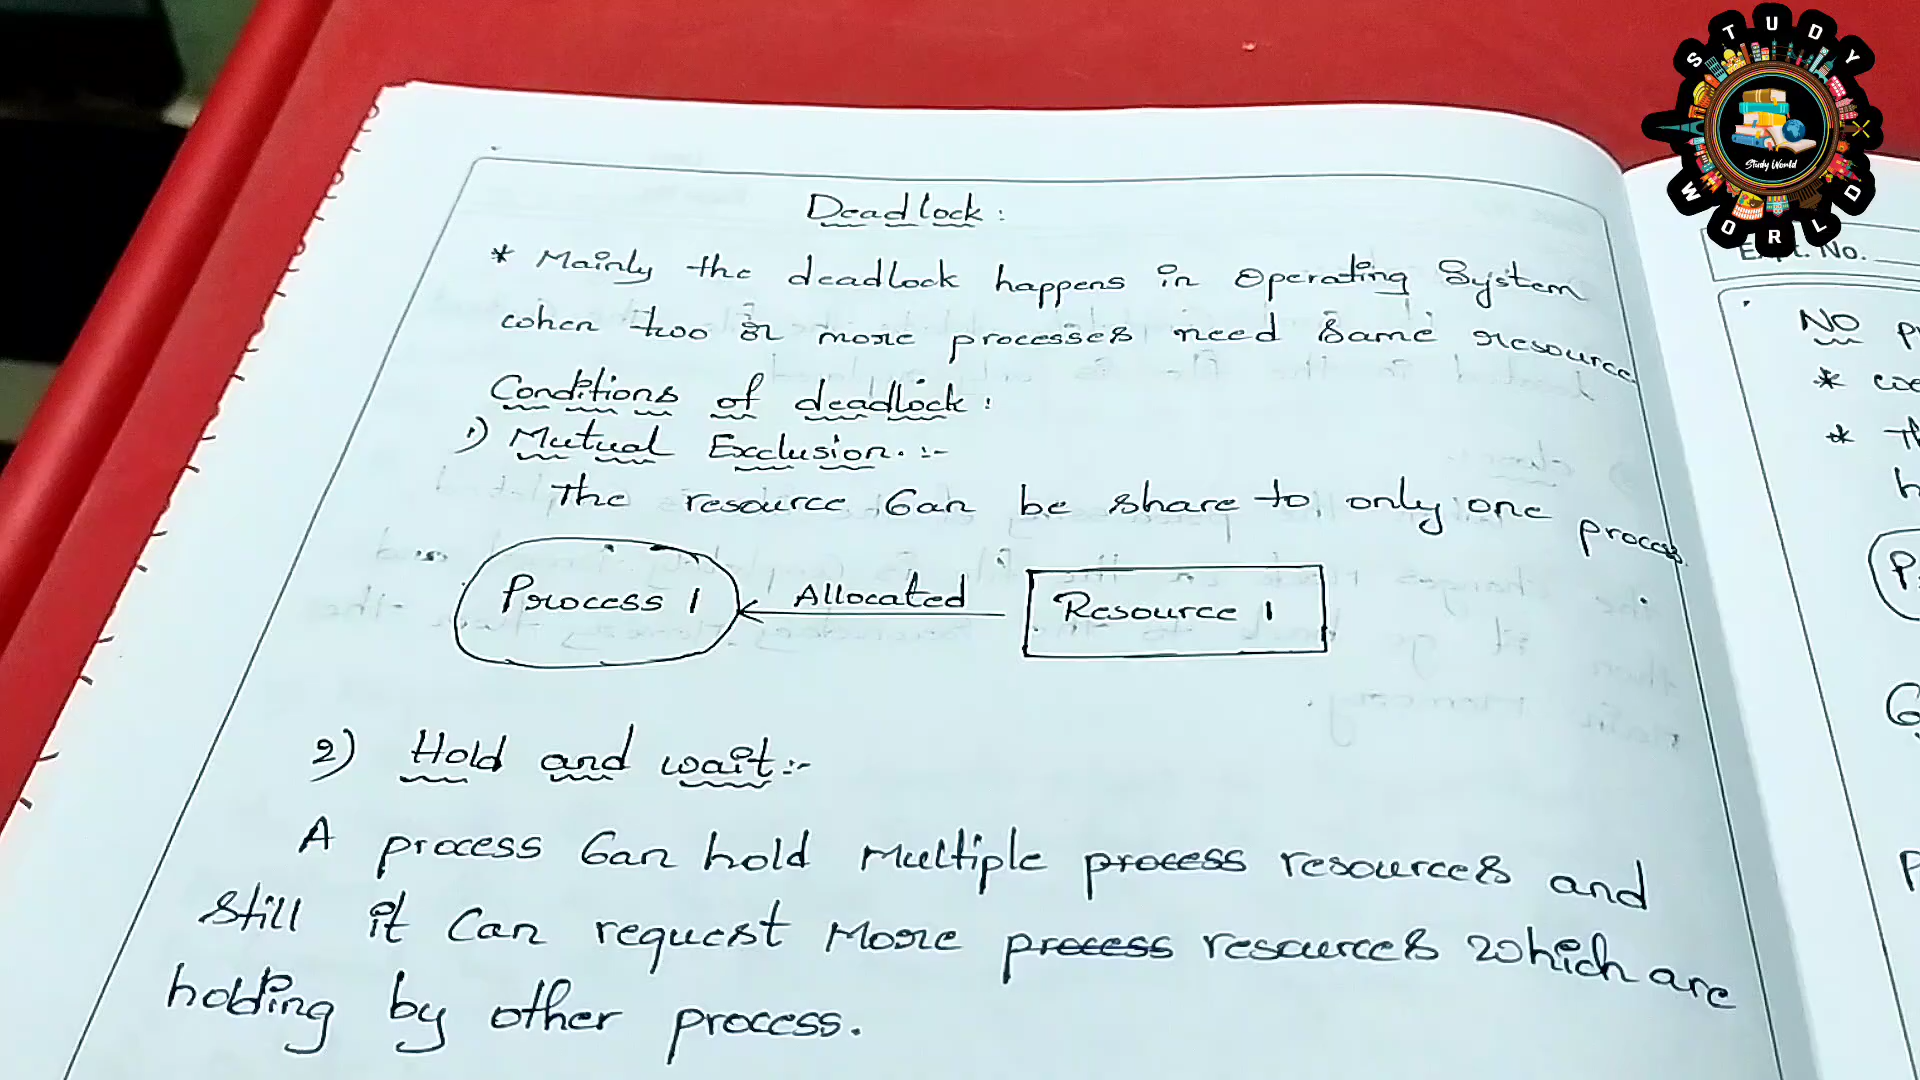 STUDY
WORLD
Study World
Deadlock:
* Mainly the deadlock happens in Operating System
when two or more processes need same resource
Conditions of deadlock:
1) Mutual Exclusion.:-
The resource Can be share to only one process
Process 1
Allocated
Resource 1
2) Hold and wait:-
A process Can hold Multiple process resources and
still it Can request More process resources which are
holding by other process.
Expt. No.
NO
*
* Th